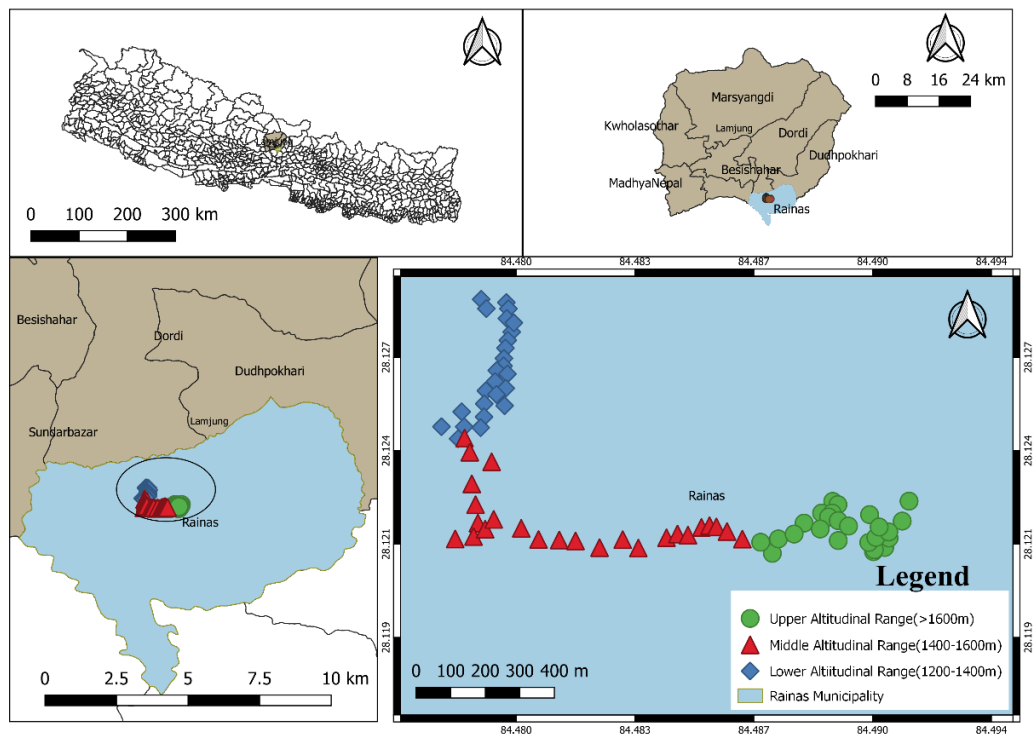 0 100 200 300 km
0 8 16 24 km
Marsyangdi
Kwholasothar
Lamjung
Dordi
Dudhpokhari
Besishahar
MadhyaNepal
Rainas
Besishahar
Dordi
Dudhpokhari
Lamjung
Sundarbazar
Rainas
0 2.5 5 7.5 10 km
84.480 84.483 84.487 84.490 84.494
28.127 28.127
28.124 28.124
Rainas
28.121 28.121
Legend
Upper Altitudinal Range(>1600m)
Middle Altitudinal Range(1400-1600m)
Lower Altiitudinal Range(1200-1400m)
Rainas Municipality
28.119 28.119
0 100 200 300 400 m
84.480 84.483 84.487 84.490 84.494